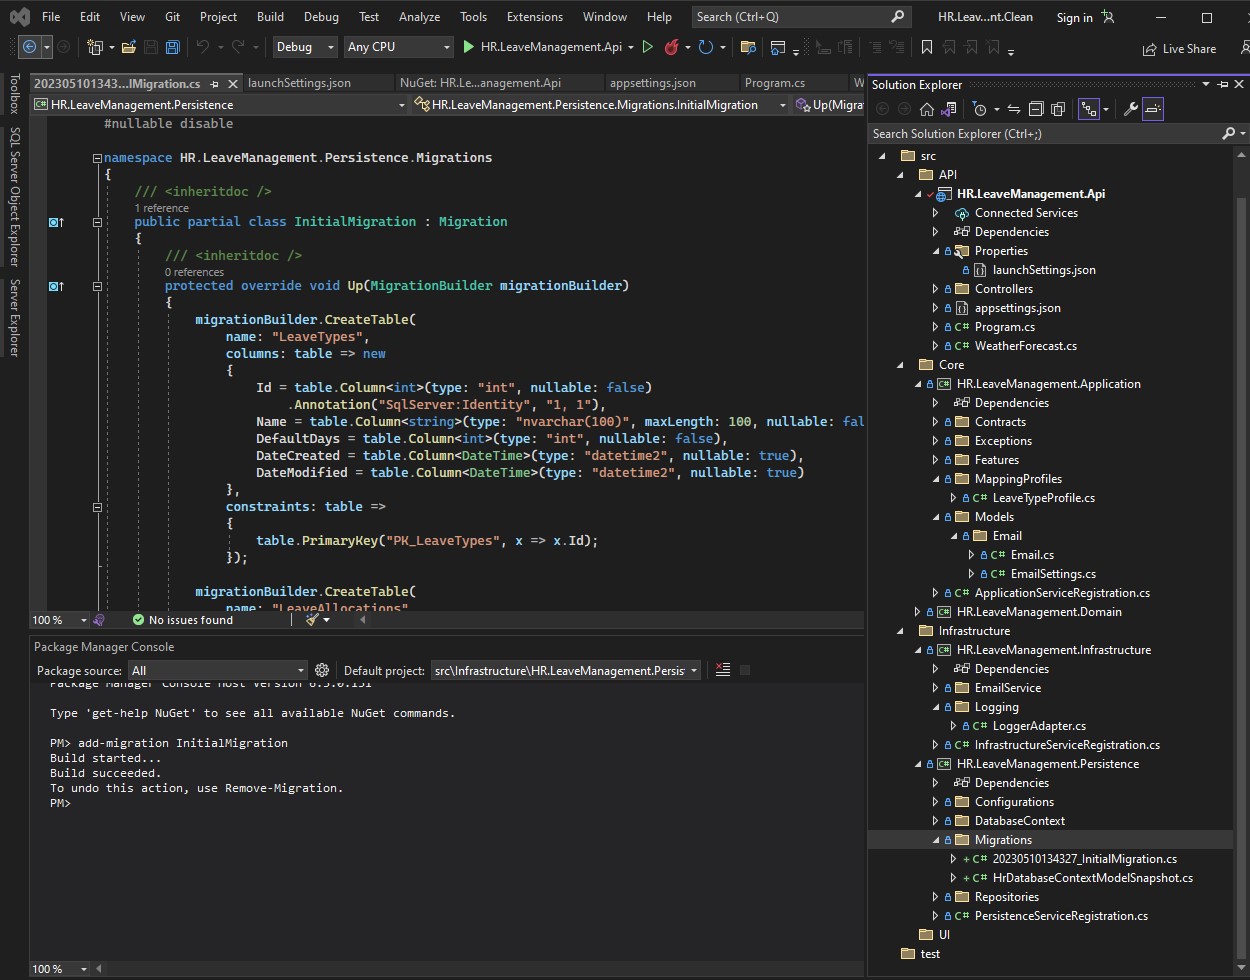 File Edit View Git Project Build Debug Test Analyze Tools Extensions Window Help Search (Ctrl+Q) HR.Leav...nt.Clean Sign in
Debug Any CPU HR.LeaveManagement.Api Live Share
Toolbox
SQL Server Object Explorer
Server Explorer
202305101343...lMigration.cs launchSettings.json NuGet: HR.Le...anagement.Api appsettings.json Program.cs W
HR.LeaveManagement.Persistence HR.LeaveManagement.Persistence.Migrations.InitialMigration Up(Migra
#nullable disable
namespace HR.LeaveManagement.Persistence.Migrations
{
/// <inheritdoc />
1 reference
public partial class InitialMigration : Migration
{
/// <inheritdoc />
0 references
protected override void Up(MigrationBuilder migrationBuilder)
{
migrationBuilder.CreateTable(
name: "LeaveTypes",
columns: table => new
{
Id = table.Column<int>(type: "int", nullable: false)
.Annotation("SqlServer:Identity", "1, 1"),
Name = table.Column<string>(type: "nvarchar(100)", maxLength: 100, nullable: fal
DefaultDays = table.Column<int>(type: "int", nullable: false),
DateCreated = table.Column<DateTime>(type: "datetime2", nullable: true),
DateModified = table.Column<DateTime>(type: "datetime2", nullable: true)
},
constraints: table =>
{
table.PrimaryKey("PK_LeaveTypes", x => x.Id);
});
migrationBuilder.CreateTable(
name: "LeaveAllocations"
100 % No issues found
Package Manager Console
Package source: All Default project: src\Infrastructure\HR.LeaveManagement.Persis
Package Manager Console Host Version 6.5.0.151
Type 'get-help NuGet' to see all available NuGet commands.
PM> add-migration InitialMigration
Build started...
Build succeeded.
To undo this action, use Remove-Migration.
PM>
100 %
Solution Explorer
Search Solution Explorer (Ctrl+;)
src
API
HR.LeaveManagement.Api
Connected Services
Dependencies
Properties
launchSettings.json
Controllers
appsettings.json
C# Program.cs
C# WeatherForecast.cs
Core
C# HR.LeaveManagement.Application
Dependencies
Contracts
Exceptions
Features
MappingProfiles
C# LeaveTypeProfile.cs
Models
Email
C# Email.cs
C# EmailSettings.cs
C# ApplicationServiceRegistration.cs
C# HR.LeaveManagement.Domain
Infrastructure
C# HR.LeaveManagement.Infrastructure
Dependencies
EmailService
Logging
C# LoggerAdapter.cs
C# InfrastructureServiceRegistration.cs
C# HR.LeaveManagement.Persistence
Dependencies
Configurations
DatabaseContext
Migrations
C# 20230510134327_InitialMigration.cs
C# HrDatabaseContextModelSnapshot.cs
Repositories
C# PersistenceServiceRegistration.cs
UI
test